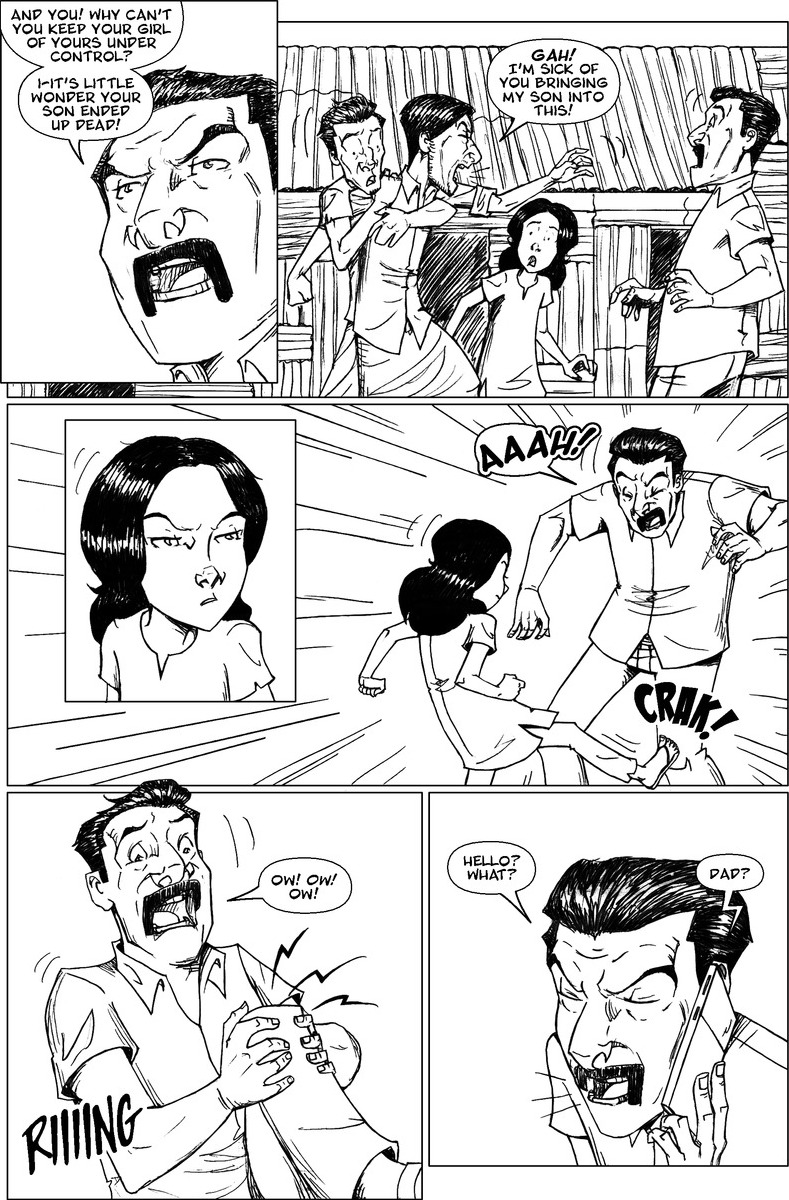 AND YOU! WHY CAN'T
YOU KEEP YOUR GIRL
OF YOURS UNDER
CONTROL?
I-IT'S LITTLE
WONDER YOUR
SON ENDED
UP DEAD!
GAH!
I'M SICK OF
YOU BRINGING
MY SON INTO
THIS!
AAAH!
CRAK!
OW! OW!
OW!
RIIIING
HELLO?
WHAT?
DAD?